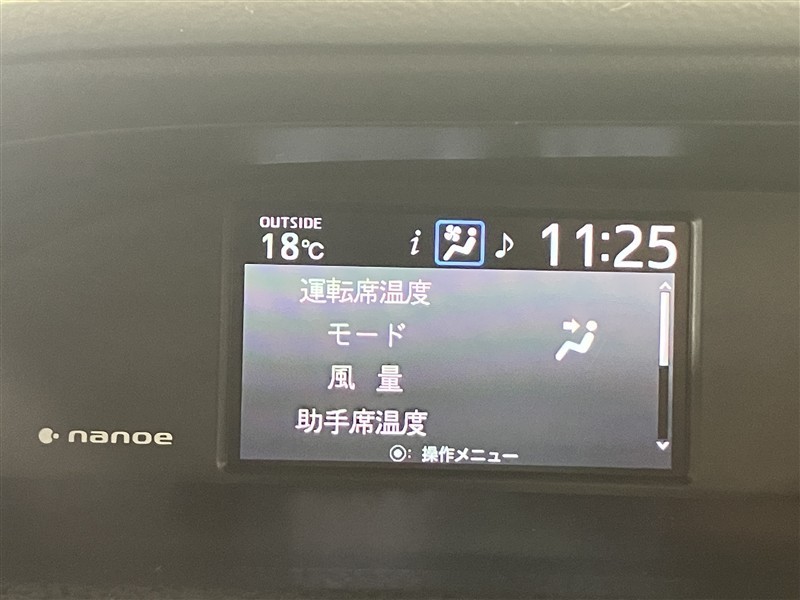 OUTSIDE
18℃
i
11:25
運転席温度
モード
風 量
助手席温度
: 操作メニュー
nanoe